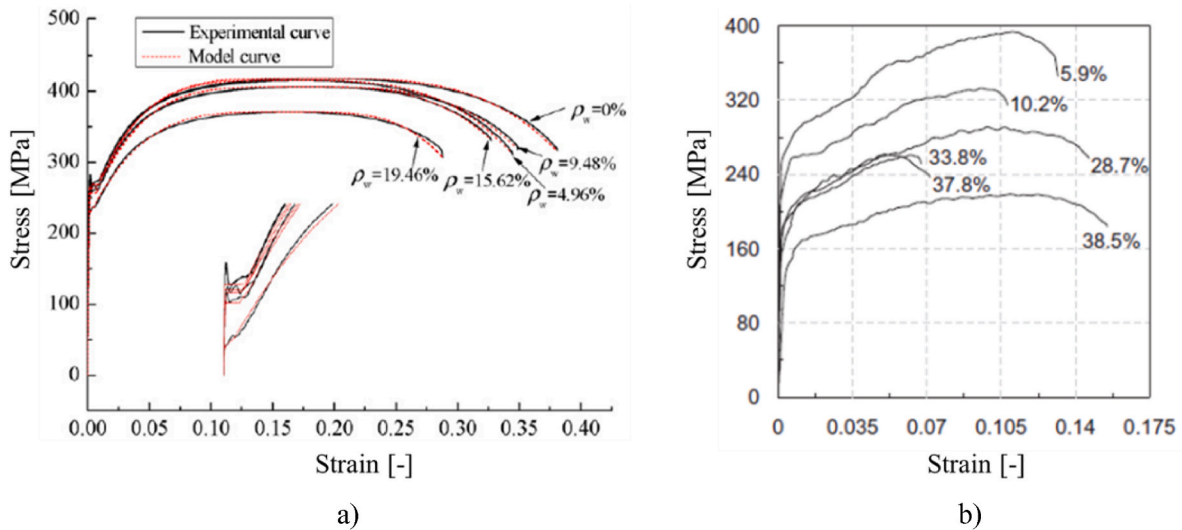 500
400
300
200
100
0
Stress [MPa]
Experimental curve
Model curve
ρw=0%
ρw=9.48%
ρw=4.96%
ρw=15.62%
ρw=19.46%
0.00 0.05 0.10 0.15 0.20 0.25 0.30 0.35 0.40
Strain [-]
a)
400
320
240
160
80
0
Stress [MPa]
5.9%
10.2%
33.8%
28.7%
37.8%
38.5%
0 0.035 0.07 0.105 0.14 0.175
Strain [-]
b)